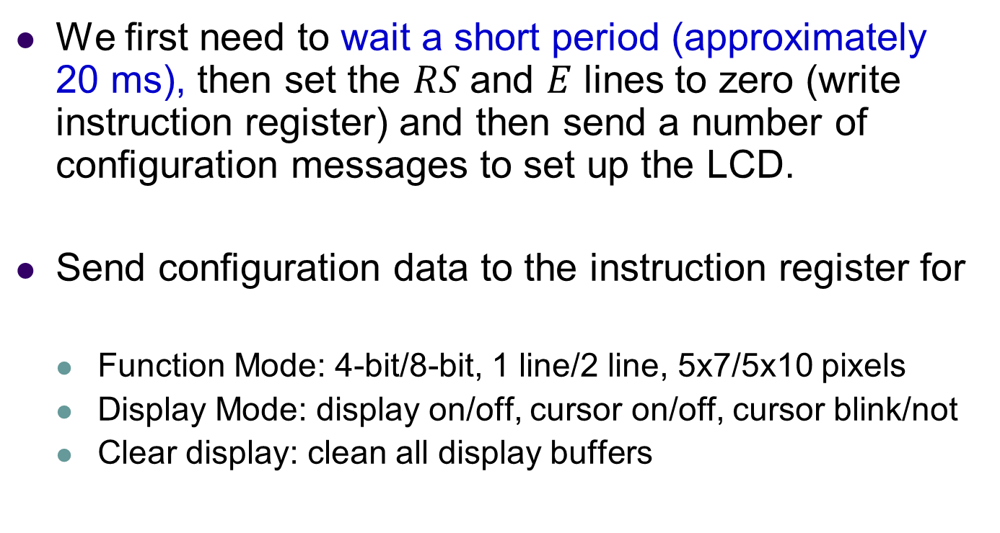 We first need to wait a short period (approximately
20 ms), then set the RS and E lines to zero (write
instruction register) and then send a number of
configuration messages to set up the LCD.
Send configuration data to the instruction register for
Function Mode: 4-bit/8-bit, 1 line/2 line, 5x7/5x10 pixels
Display Mode: display on/off, cursor on/off, cursor blink/not
Clear display: clean all display buffers